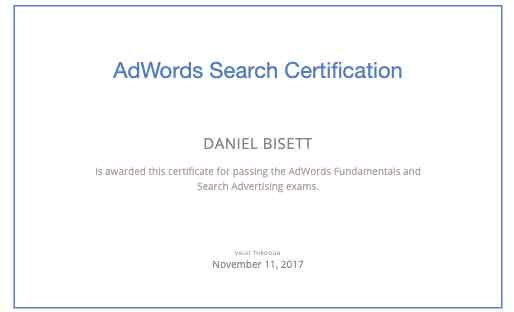 AdWords Search Certification
DANIEL BISETT
is awarded this certificate for passing the AdWords Fundamentals and
Search Advertising exams.
VALID THROUGH
November 11, 2017